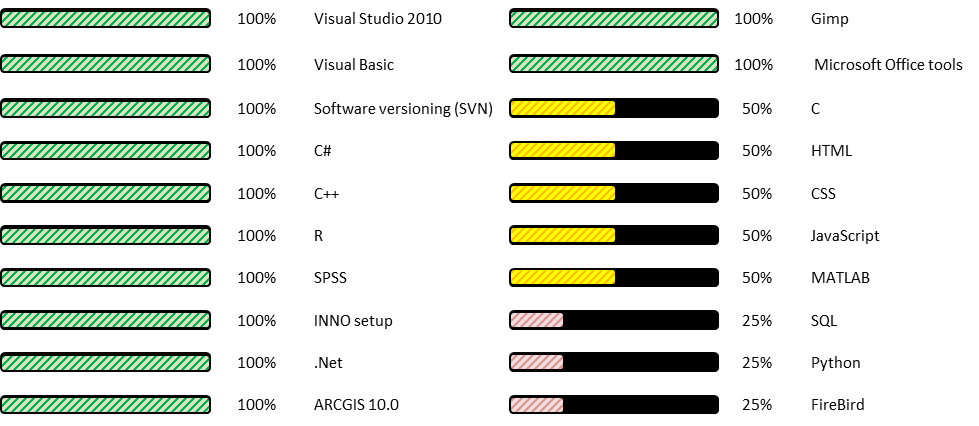 100% Visual Studio 2010 100% Gimp
100% Visual Basic 100% Microsoft Office tools
100% Software versioning (SVN) 50% C
100% C# 50% HTML
100% C++ 50% CSS
100% R 50% JavaScript
100% SPSS 50% MATLAB
100% INNO setup 25% SQL
100% .Net 25% Python
100% ARCGIS 10.0 25% FireBird